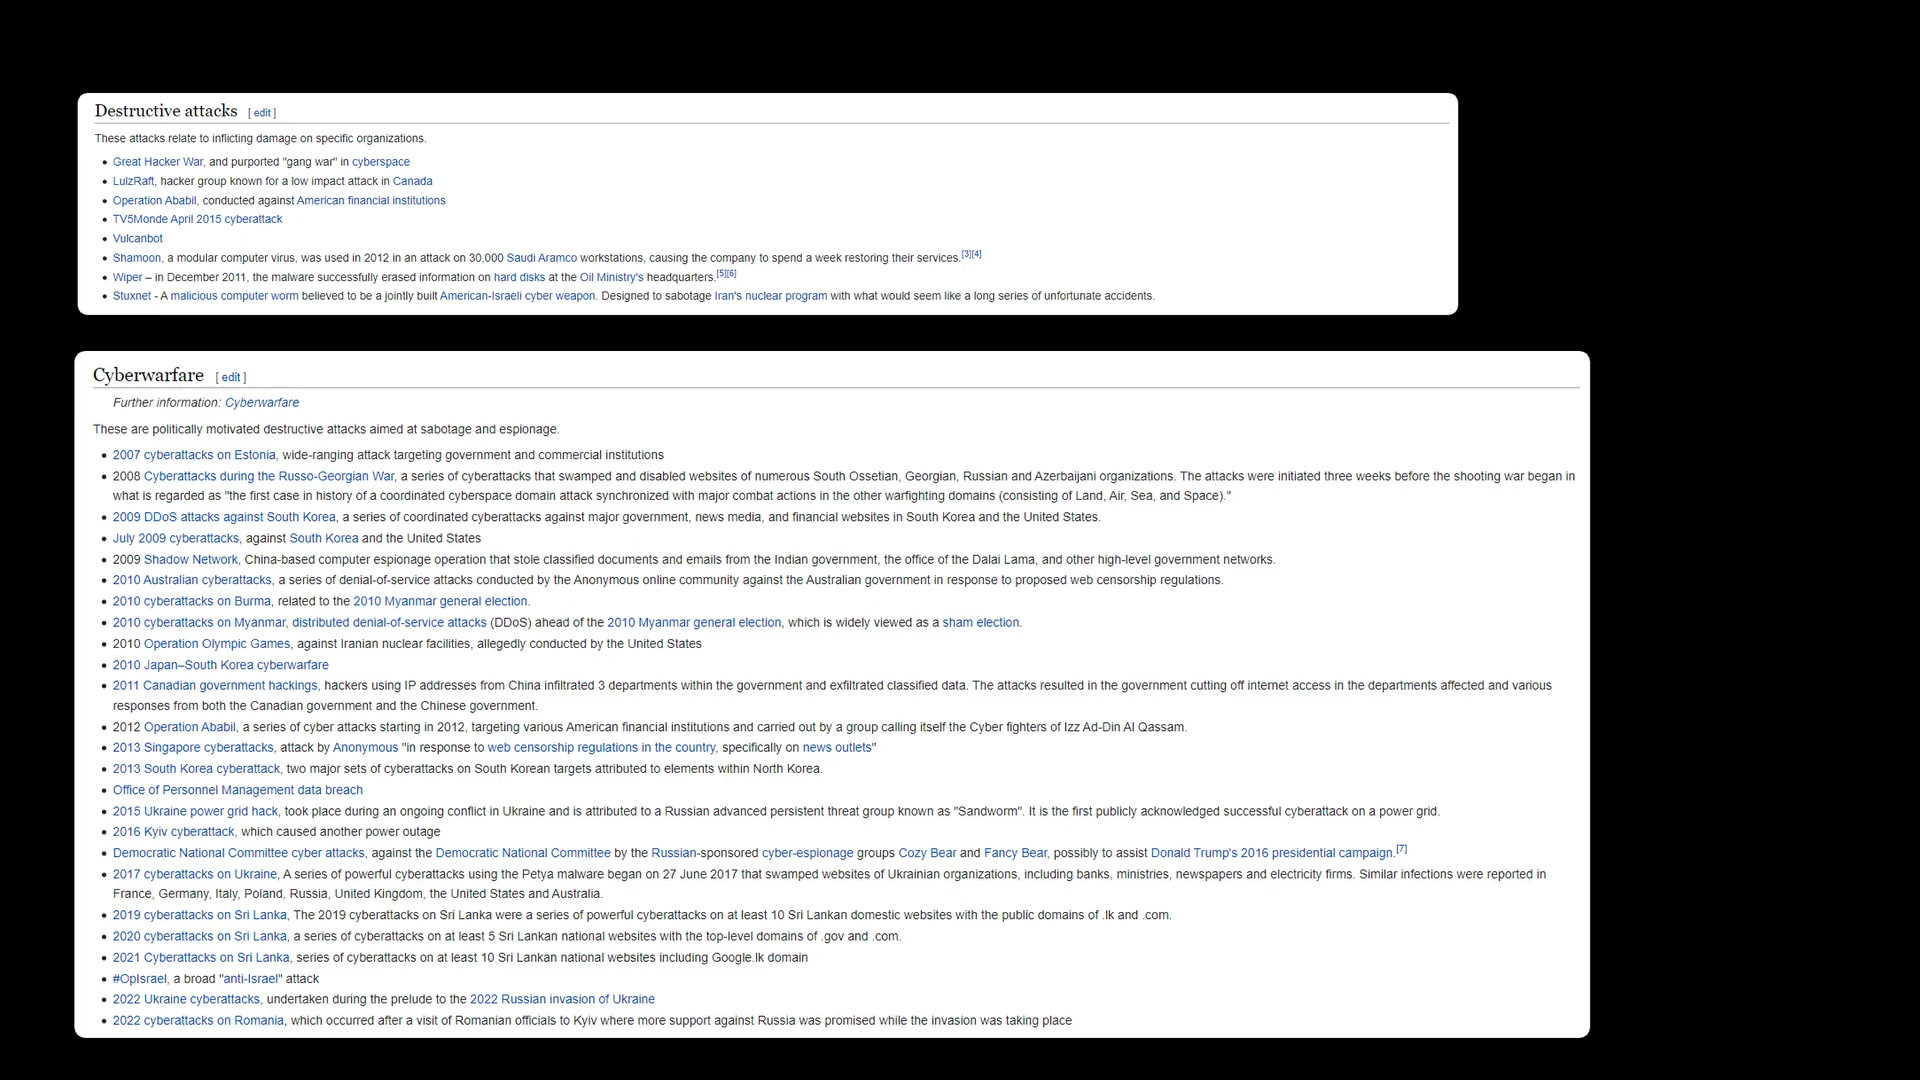 Destructive attacks [ edit ]
These attacks relate to inflicting damage on specific organizations.
• Great Hacker War, and purported "gang war" in cyberspace
• LulzRaft, hacker group known for a low impact attack in Canada
• Operation Ababil, conducted against American financial institutions
• TV5Monde April 2015 cyberattack
• Vulcanbot
• Shamoon, a modular computer virus, was used in 2012 in an attack on 30,000 Saudi Aramco workstations, causing the company to spend a week restoring their services.[3][4]
• Wiper – in December 2011, the malware successfully erased information on hard disks at the Oil Ministry's headquarters.[5][6]
• Stuxnet - A malicious computer worm believed to be a jointly built American-Israeli cyber weapon. Designed to sabotage Iran's nuclear program with what would seem like a long series of unfortunate accidents.
Cyberwarfare [ edit ]
Further information: Cyberwarfare
These are politically motivated destructive attacks aimed at sabotage and espionage.
• 2007 cyberattacks on Estonia, wide-ranging attack targeting government and commercial institutions
• 2008 Cyberattacks during the Russo-Georgian War, a series of cyberattacks that swamped and disabled websites of numerous South Ossetian, Georgian, Russian and Azerbaijani organizations. The attacks were initiated three weeks before the shooting war began in
what is regarded as "the first case in history of a coordinated cyberspace domain attack synchronized with major combat actions in the other warfighting domains (consisting of Land, Air, Sea, and Space)."
• 2009 DDoS attacks against South Korea, a series of coordinated cyberattacks against major government, news media, and financial websites in South Korea and the United States.
• July 2009 cyberattacks, against South Korea and the United States
• 2009 Shadow Network, China-based computer espionage operation that stole classified documents and emails from the Indian government, the office of the Dalai Lama, and other high-level government networks.
• 2010 Australian cyberattacks, a series of denial-of-service attacks conducted by the Anonymous online community against the Australian government in response to proposed web censorship regulations.
• 2010 cyberattacks on Burma, related to the 2010 Myanmar general election.
• 2010 cyberattacks on Myanmar, distributed denial-of-service attacks (DDoS) ahead of the 2010 Myanmar general election, which is widely viewed as a sham election.
• 2010 Operation Olympic Games, against Iranian nuclear facilities, allegedly conducted by the United States
• 2010 Japan–South Korea cyberwarfare
• 2011 Canadian government hackings, hackers using IP addresses from China infiltrated 3 departments within the government and exfiltrated classified data. The attacks resulted in the government cutting off internet access in the departments affected and various
responses from both the Canadian government and the Chinese government.
• 2012 Operation Ababil, a series of cyber attacks starting in 2012, targeting various American financial institutions and carried out by a group calling itself the Cyber fighters of Izz Ad-Din Al Qassam.
• 2013 Singapore cyberattacks, attack by Anonymous "in response to web censorship regulations in the country, specifically on news outlets"
• 2013 South Korea cyberattack, two major sets of cyberattacks on South Korean targets attributed to elements within North Korea.
• Office of Personnel Management data breach
• 2015 Ukraine power grid hack, took place during an ongoing conflict in Ukraine and is attributed to a Russian advanced persistent threat group known as "Sandworm". It is the first publicly acknowledged successful cyberattack on a power grid.
• 2016 Kyiv cyberattack, which caused another power outage
• Democratic National Committee cyber attacks, against the Democratic National Committee by the Russian-sponsored cyber-espionage groups Cozy Bear and Fancy Bear, possibly to assist Donald Trump's 2016 presidential campaign.[7]
• 2017 cyberattacks on Ukraine, A series of powerful cyberattacks using the Petya malware began on 27 June 2017 that swamped websites of Ukrainian organizations, including banks, ministries, newspapers and electricity firms. Similar infections were reported in
France, Germany, Italy, Poland, Russia, United Kingdom, the United States and Australia.
• 2019 cyberattacks on Sri Lanka, The 2019 cyberattacks on Sri Lanka were a series of powerful cyberattacks on at least 10 Sri Lankan domestic websites with the public domains of .lk and .com.
• 2020 cyberattacks on Sri Lanka, a series of cyberattacks on at least 5 Sri Lankan national websites with the top-level domains of .gov and .com.
• 2021 Cyberattacks on Sri Lanka, series of cyberattacks on at least 10 Sri Lankan national websites including Google.lk domain
• #OpIsrael, a broad "anti-Israel" attack
• 2022 Ukraine cyberattacks, undertaken during the prelude to the 2022 Russian invasion of Ukraine
• 2022 cyberattacks on Romania, which occurred after a visit of Romanian officials to Kyiv where more support against Russia was promised while the invasion was taking place